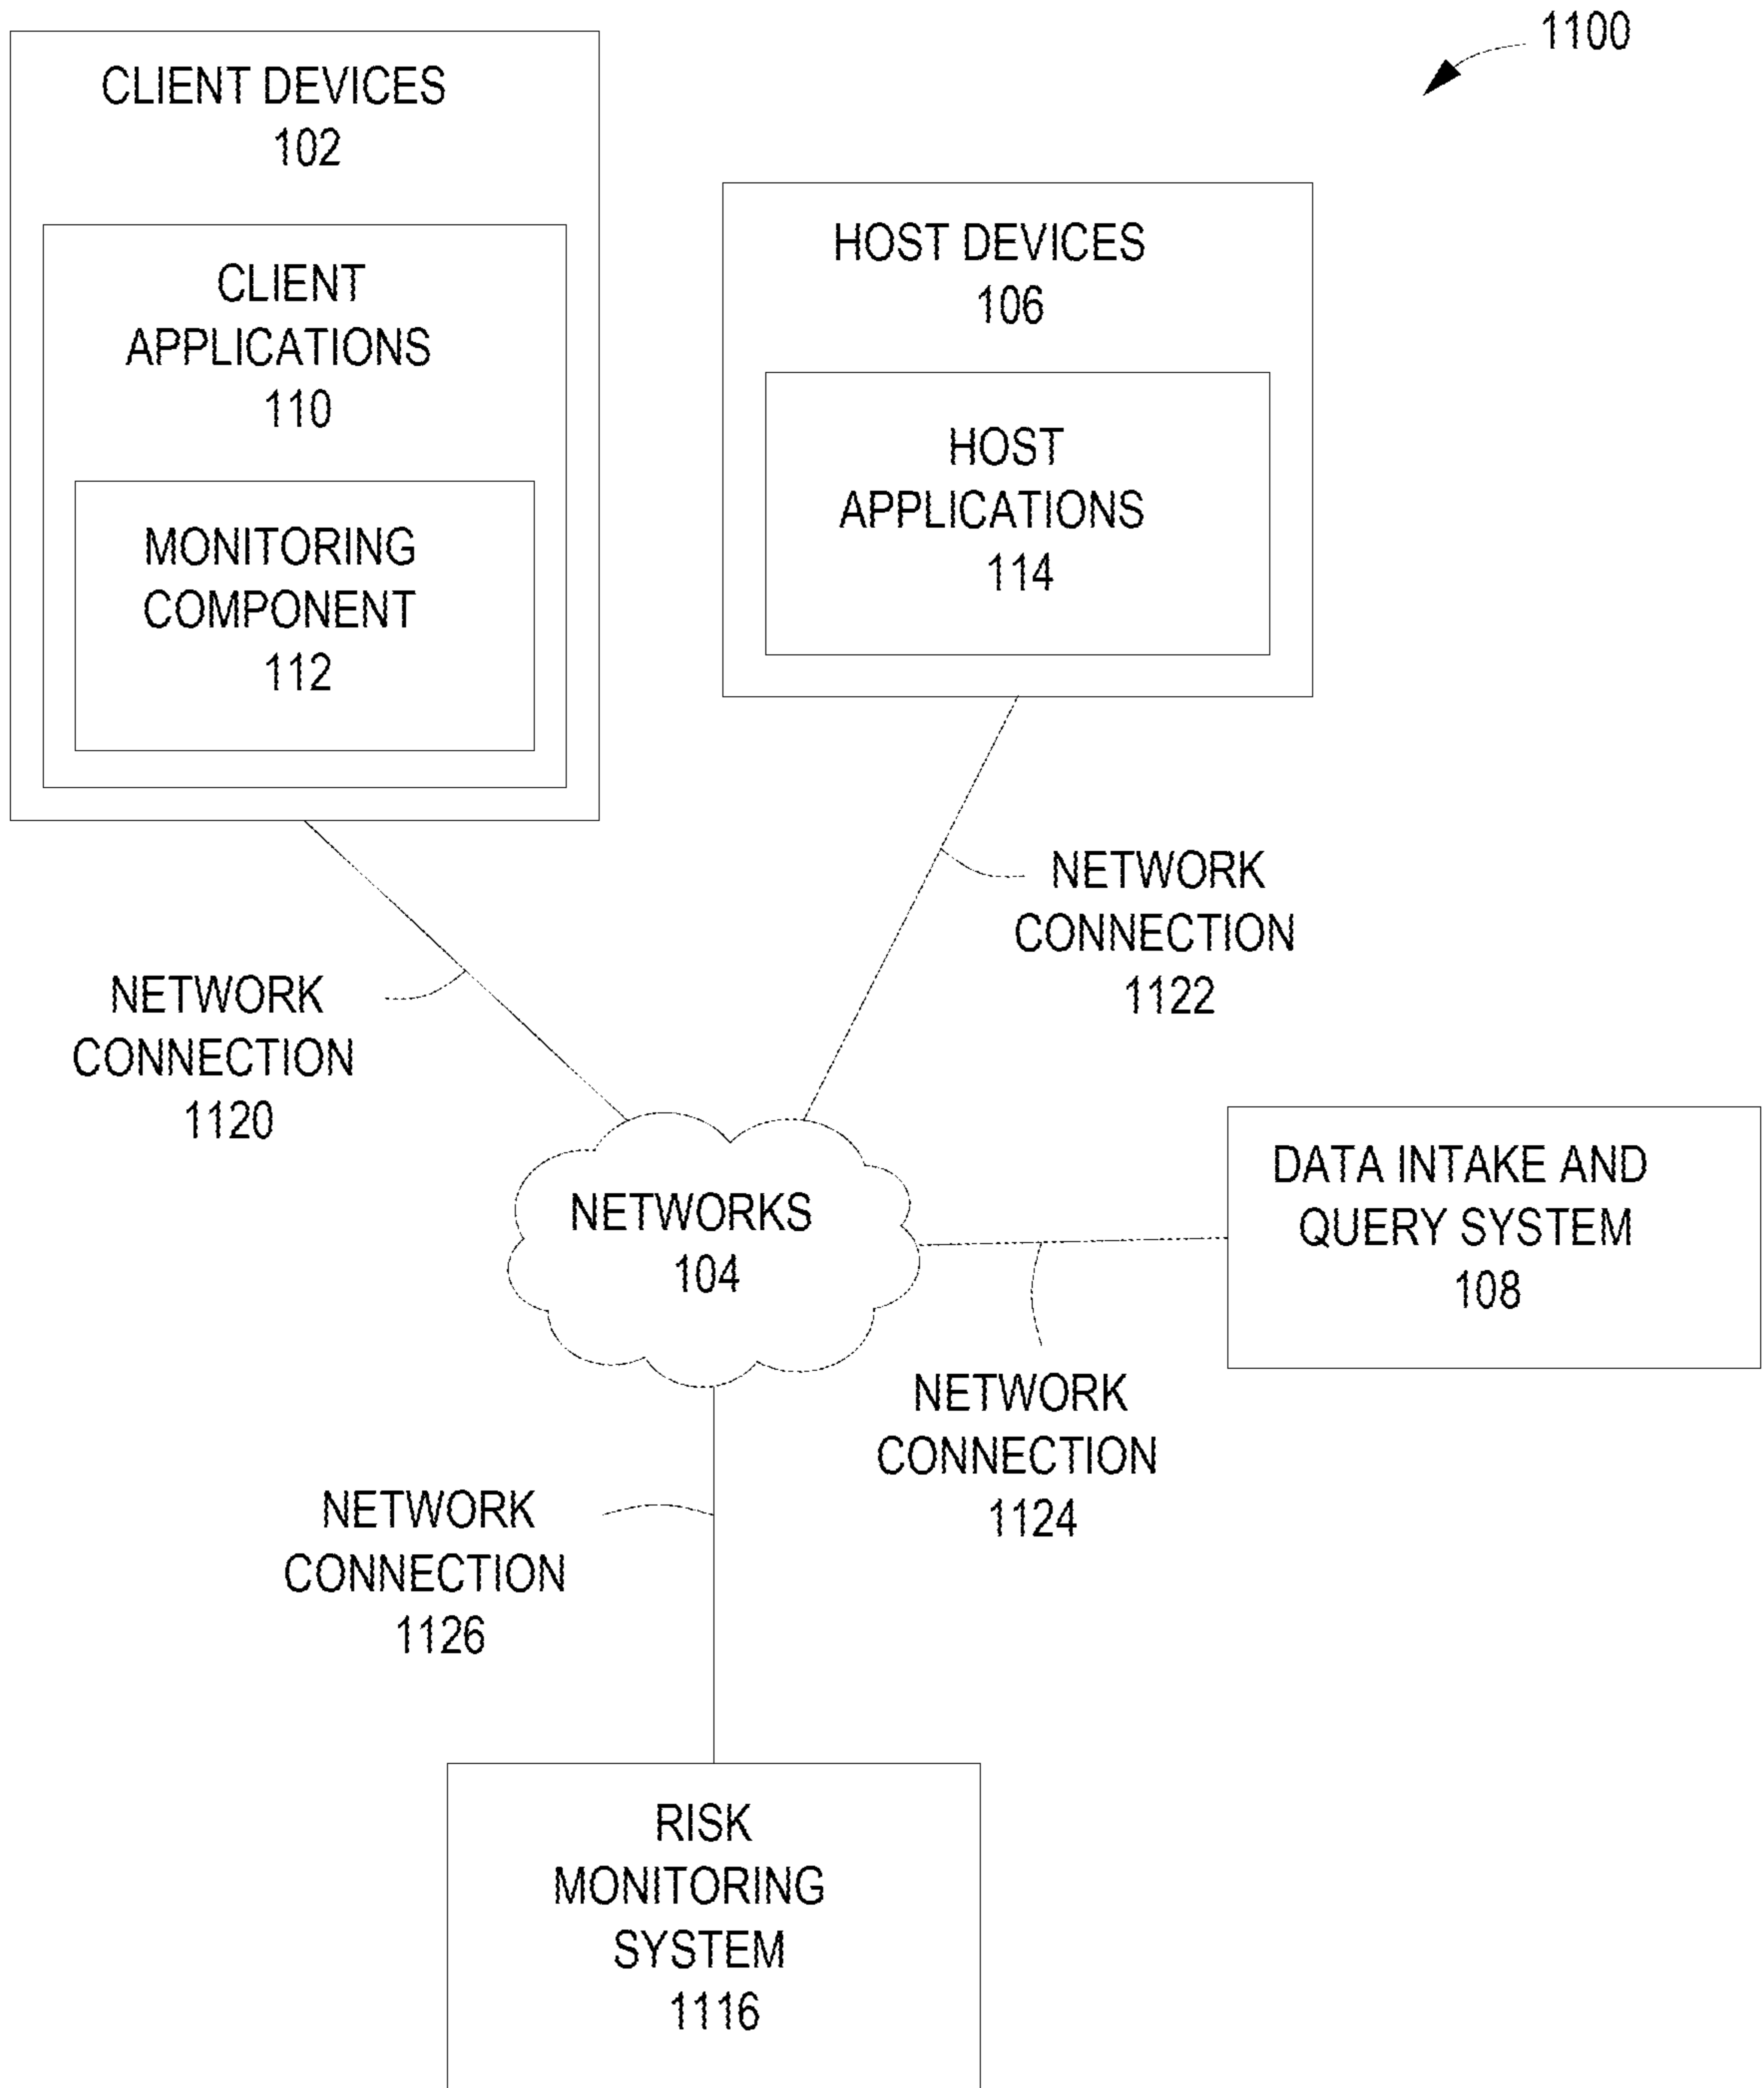 1100
CLIENT DEVICES
102
CLIENT
APPLICATIONS
110
MONITORING
COMPONENT
112
HOST DEVICES
106
HOST
APPLICATIONS
114
NETWORK
CONNECTION
1122
NETWORK
CONNECTION
1120
NETWORKS
104
DATA INTAKE AND
QUERY SYSTEM
108
NETWORK
CONNECTION
1124
NETWORK
CONNECTION
1126
RISK
MONITORING
SYSTEM
1116